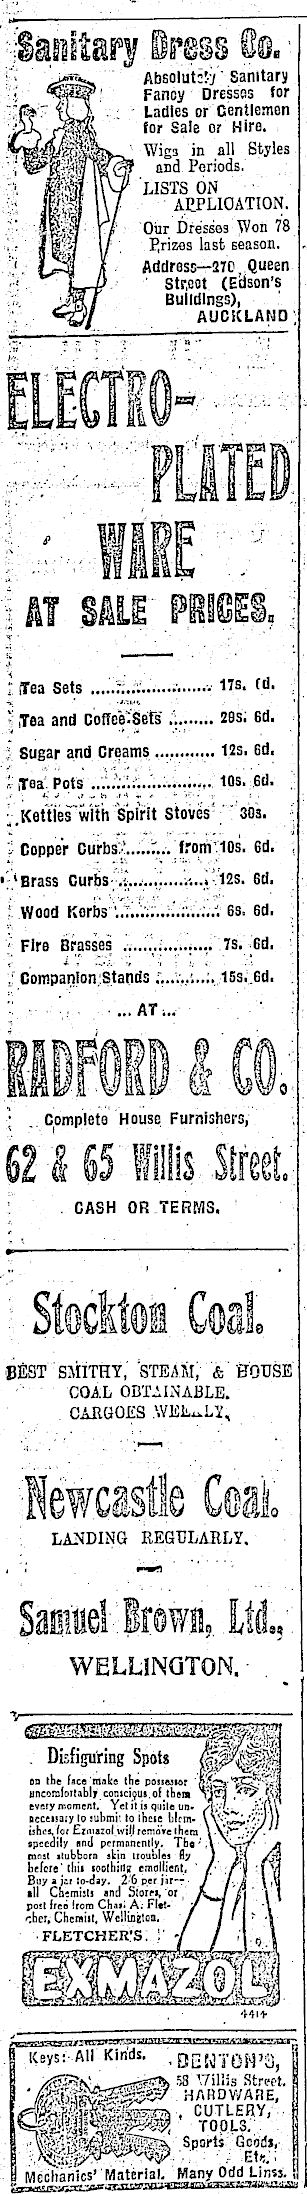 Sanitary Dress Co.
Absolutely Sanitary
Fancy Dresses for
Ladies or Gentlemen
for Sale or Hire.
Wigs in all Styles
and Periods.
LISTS ON
APPLICATION.
Our Dresses Won 78
Prizes last season.
Address—270 Queen
Street (Edson's
Buildings),
AUCKLAND
ELECTRO-
PLATED
WARE
AT SALE PRICES.
Tea Sets ........................ 17s. 6d.
Tea and Coffee Sets ......... 29s. 6d.
Sugar and Creams ............ 12s. 6d.
Tea Pots ........................ 10s. 6d.
Kettles with Spirit Stoves 30s.
Copper Curbs ......... from 10s. 6d.
Brass Curbs .................. 12s. 6d.
Wood Kerbs ..................... 6s. 6d.
Fire Brasses .................. 7s. 6d.
Companion Stands ............ 15s. 6d.
... AT ...
RADFORD & CO.
Complete House Furnishers,
62 & 65 Willis Street.
CASH OR TERMS.
Stockton Coal.
BEST SMITHY, STEAM, & HOUSE
COAL OBTAINABLE.
CARGOES WEEKLY.
Newcastle Coal.
LANDING REGULARLY.
Samuel Brown, Ltd.,
WELLINGTON.
Disfiguring Spots
on the face make the possessor
uncomfortably conscious of them
every moment. Yet it is quite un-
necessary to submit to these blem-
ishes, for Exmazol will remove them
speedily and permanently. The
most stubborn skin troubles fly
before this soothing emollient.
Buy a jar to-day. 2/6 per jar—
all Chemists and Stores, or
post free from Chas. A. Flet-
cher, Chemist, Wellington.
FLETCHER'S
EXMAZOL
4414
Keys: All Kinds.
DENTON'S,
58 Willis Street.
HARDWARE,
CUTLERY,
TOOLS.
Sports Goods,
Etc.
Mechanics' Material. Many Odd Lines.